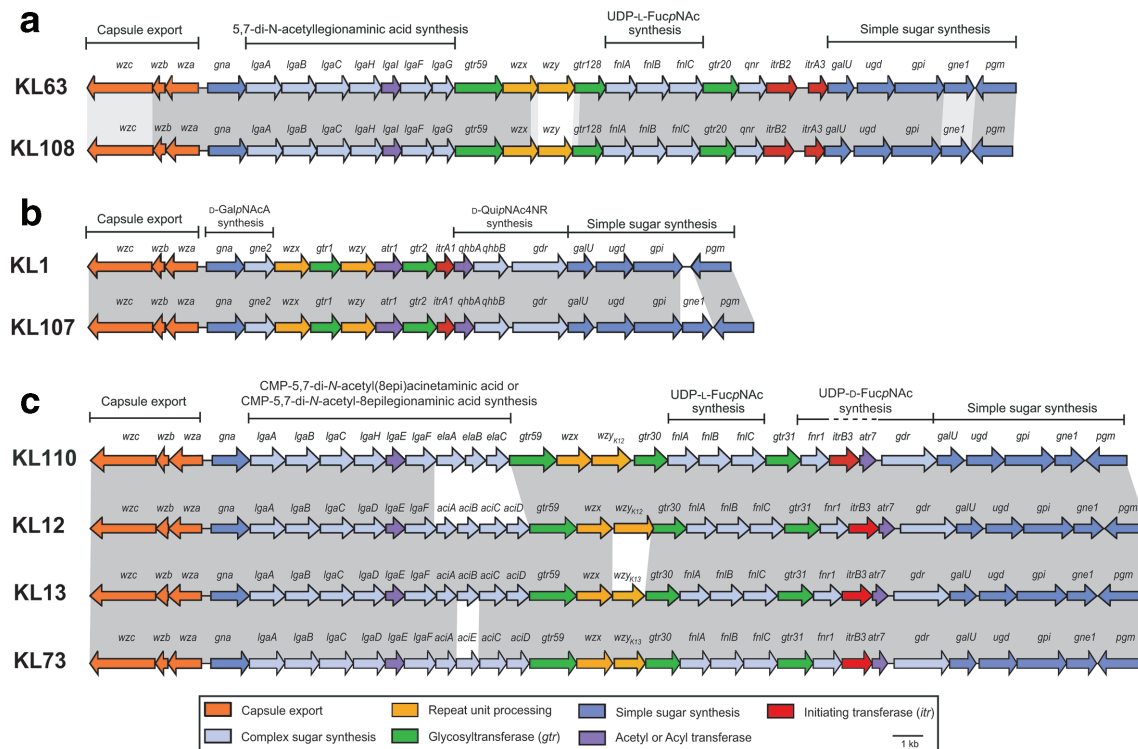 a
Capsule export 5,7-di-N-acetyllegionaminic acid synthesis UDP-L-FucpNAc synthesis Simple sugar synthesis
wzc wzb wza gna lgaA lgaB lgaC lgaH lgaI lgaF lgaG gtr59 wzx wzy gtr128 fnlA fnlB fnlC gtr20 qnr itrB2 itrA3 galU ugd gpi gne1 pgm
KL63
wzc wzb wza gna lgaA lgaB lgaC lgaH lgaI lgaF lgaG gtr59 wzx wzy gtr128 fnlA fnlB fnlC gtr20 qnr itrB2 itrA3 galU ugd gpi gne1 pgm
KL108
b
Capsule export D-GalpNAcA synthesis D-QuipNAc4NR synthesis Simple sugar synthesis
wzc wzb wza gna gne2 wzx gtr1 wzy atr1 gtr2 itrA1 qhbA qhbB gdr galU ugd gpi pgm
KL1
wzc wzb wza gna gne2 wzx gtr1 wzy atr1 gtr2 itrA1 qhbA qhbB gdr galU ugd gpi gne1 pgm
KL107
c
Capsule export CMP-5,7-di-N-acetyl(8epi)acinetaminic acid or CMP-5,7-di-N-acetyl-8epilegionaminic acid synthesis UDP-L-FucpNAc synthesis UDP-D-FucpNAc synthesis Simple sugar synthesis
wzc wzb wza gna lgaA lgaB lgaC lgaH lgaE lgaF elaA elaB elaC gtr59 wzx wzyK12 gtr30 fnlA fnlB fnlC gtr31 fnr1 itrB3 atr7 gdr galU ugd gpi gne1 pgm
KL110
wzc wzb wza gna lgaA lgaB lgaC lgaD lgaE lgaF aciA aciB aciC aciD gtr59 wzx wzyK12 gtr30 fnlA fnlB fnlC gtr31 fnr1 itrB3 atr7 gdr galU ugd gpi gne1 pgm
KL12
wzc wzb wza gna lgaA lgaB lgaC lgaD lgaE lgaF aciA aciB aciC aciD gtr59 wzx wzyK13 gtr30 fnlA fnlB fnlC gtr31 fnr1 itrB3 atr7 gdr galU ugd gpi gne1 pgm
KL13
wzc wzb wza gna lgaA lgaB lgaC lgaD lgaE lgaF aciA aciE aciC aciD gtr59 wzx wzyK13 gtr30 fnlA fnlB fnlC gtr31 fnr1 itrB3 atr7 gdr galU ugd gpi gne1 pgm
KL73
Capsule export Repeat unit processing Simple sugar synthesis Initiating transferase (itr)
Complex sugar synthesis Glycosyltransferase (gtr) Acetyl or Acyl transferase 1 kb